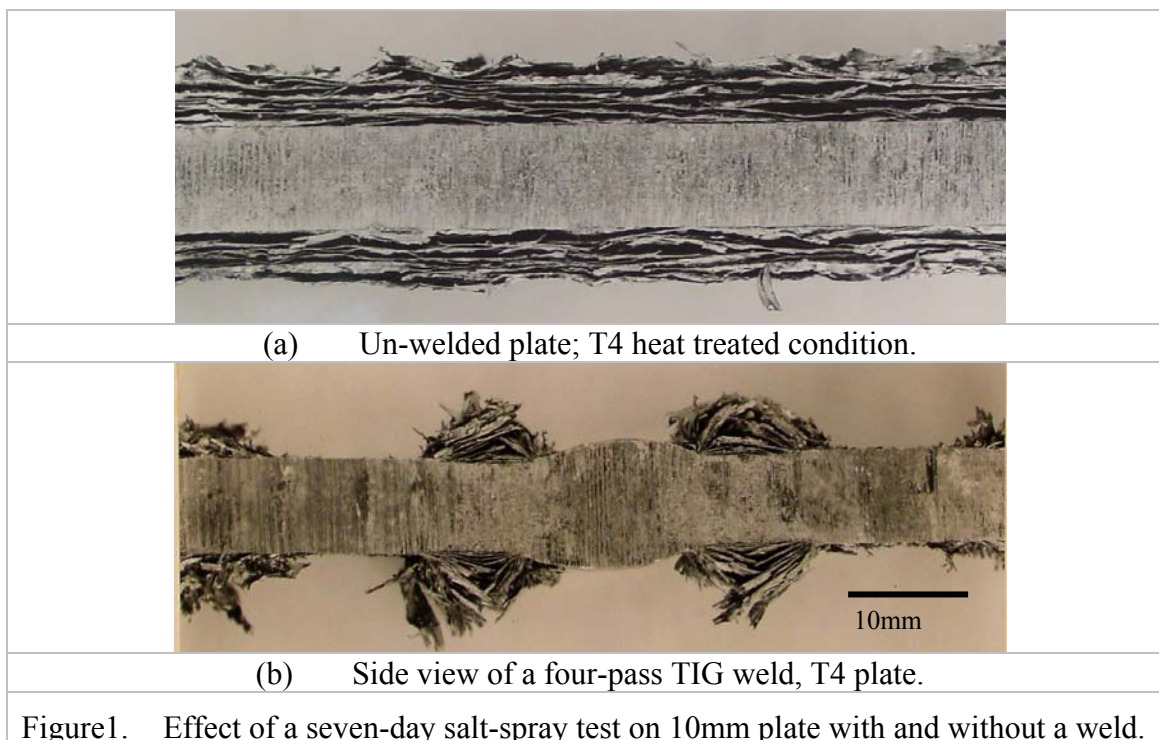 (a) Un-welded plate; T4 heat treated condition.
10mm
(b) Side view of a four-pass TIG weld, T4 plate.
Figure1. Effect of a seven-day salt-spray test on 10mm plate with and without a weld.